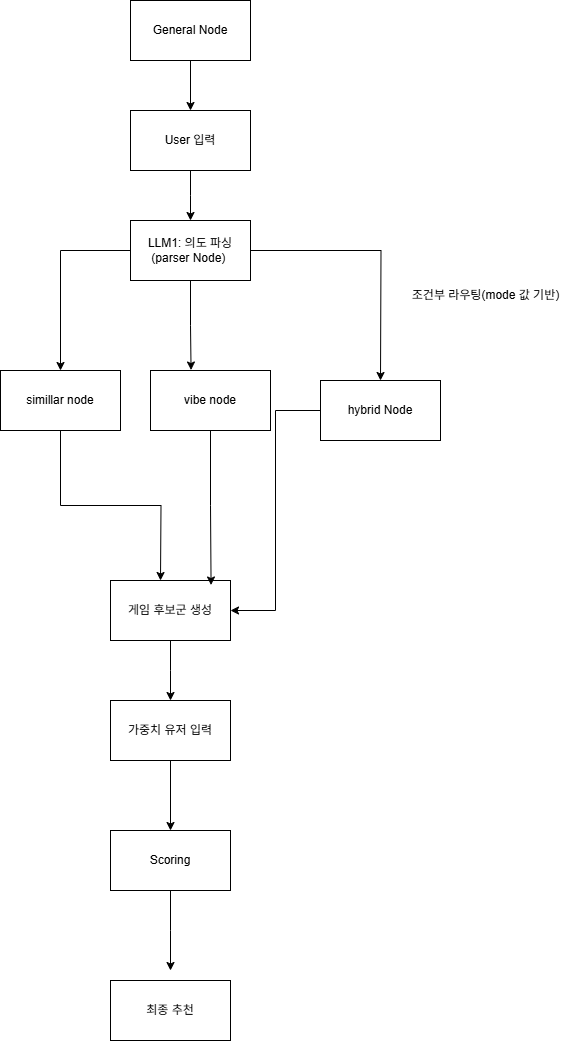 General Node
User 입력
LLM1: 의도 파싱
(parser Node)
조건부 라우팅(mode 값 기반)
simillar node
vibe node
hybrid Node
게임 후보군 생성
가중치 유저 입력
Scoring
최종 추천